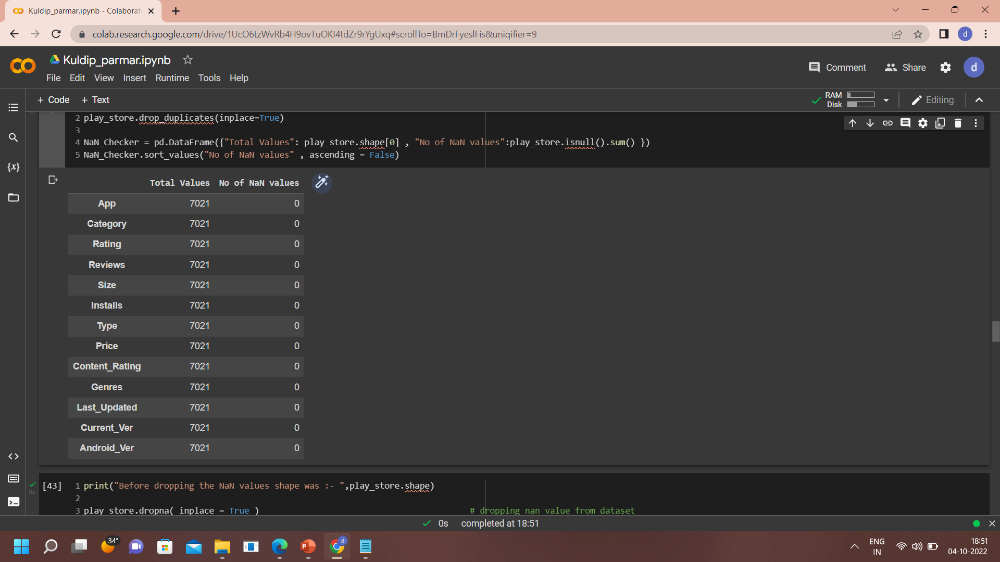 Kuldip_parmar.ipynb - Colaborat
colab.research.google.com/drive/1UcO6tzWvRb4H9ovTuOKI4tdZr9rYgUxq#scrollTo=BmDrFyeslFis&uniqifier=9
d
Kuldip_parmar.ipynb
Comment
Share
d
File Edit View Insert Runtime Tools Help
+ Code + Text
RAM
Disk
Editing
2 play_store.drop_duplicates(inplace=True)
3
4 NaN_Checker = pd.DataFrame({"Total Values": play_store.shape[0] , "No of NaN values":play_store.isnull().sum() })
5 NaN_Checker.sort_values("No of NaN values" , ascending = False)
{x}
Total Values No of NaN values
App 7021 0
Category 7021 0
Rating 7021 0
Reviews 7021 0
Size 7021 0
Installs 7021 0
Type 7021 0
Price 7021 0
Content_Rating 7021 0
Genres 7021 0
Last_Updated 7021 0
Current_Ver 7021 0
Android_Ver 7021 0
[43] 1 print("Before dropping the NaN values shape was :- ",play_store.shape)
0s
2
3 play_store.dropna( inplace = True ) # dropping nan value from dataset
0s completed at 18:51
34°
P
d
ENG
IN
18:51
04-10-2022